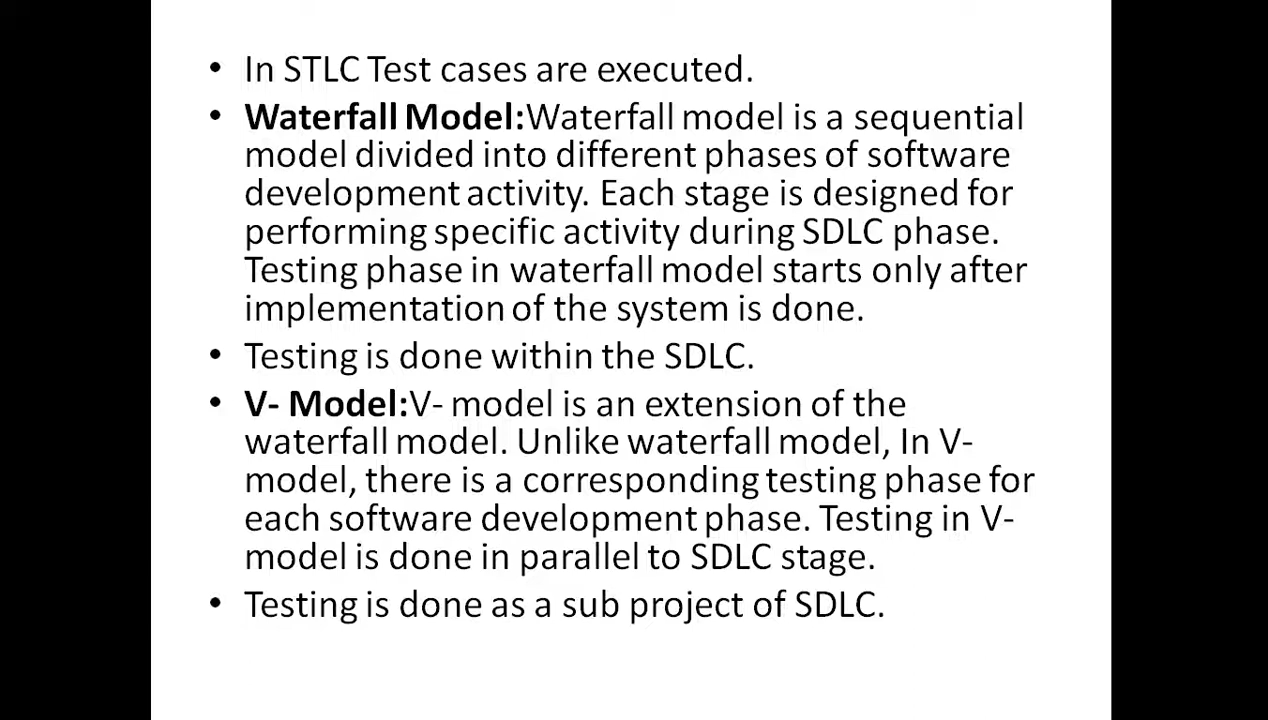 • In STLC Test cases are executed.
• Waterfall Model:Waterfall model is a sequential
model divided into different phases of software
development activity. Each stage is designed for
performing specific activity during SDLC phase.
Testing phase in waterfall model starts only after
implementation of the system is done.
• Testing is done within the SDLC.
• V- Model:V- model is an extension of the
waterfall model. Unlike waterfall model, In V-
model, there is a corresponding testing phase for
each software development phase. Testing in V-
model is done in parallel to SDLC stage.
• Testing is done as a sub project of SDLC.